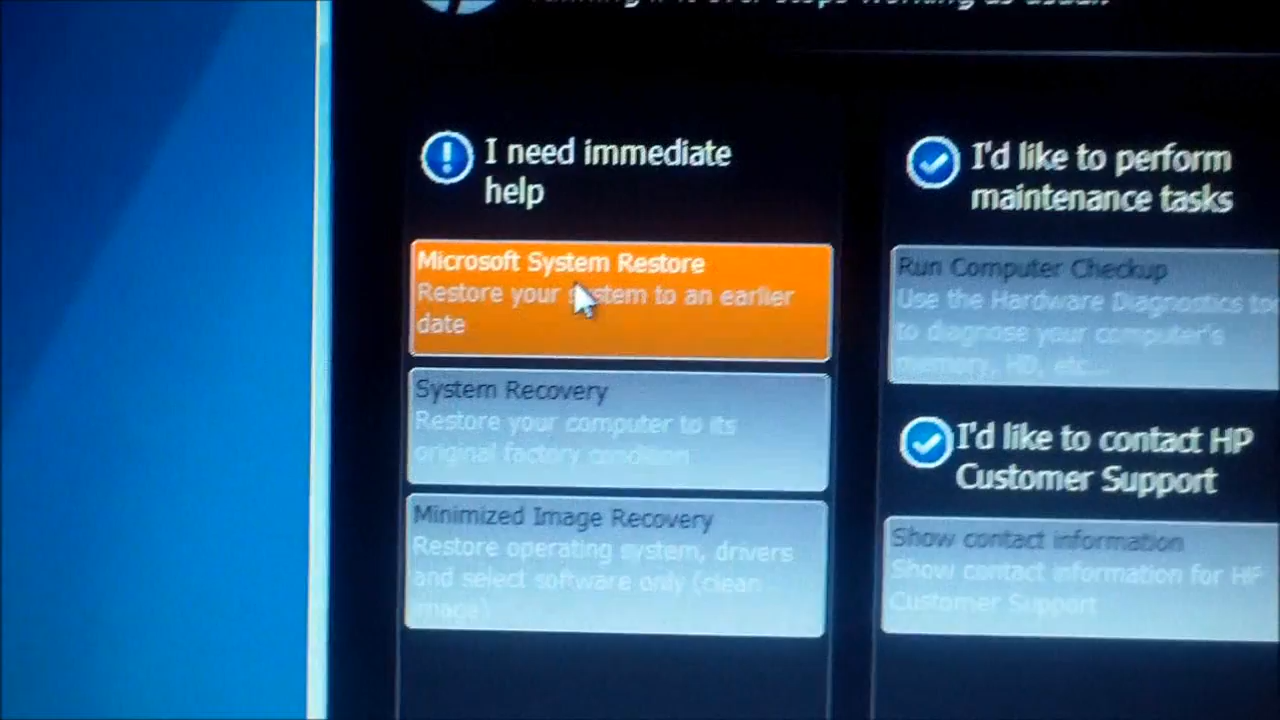 I need immediate
help
Microsoft System Restore
Restore your system to an earlier
date
System Recovery
Restore your computer to its
original factory condition
Minimized Image Recovery
Restore operating system, drivers
and select software only (clean
image)
I'd like to perform
maintenance tasks
Run Computer Checkup
Use the Hardware Diagnostics
to diagnose your computer's
memory, HD, etc...
I'd like to contact HP
Customer Support
Show contact information
Show contact information for HP
Customer Support